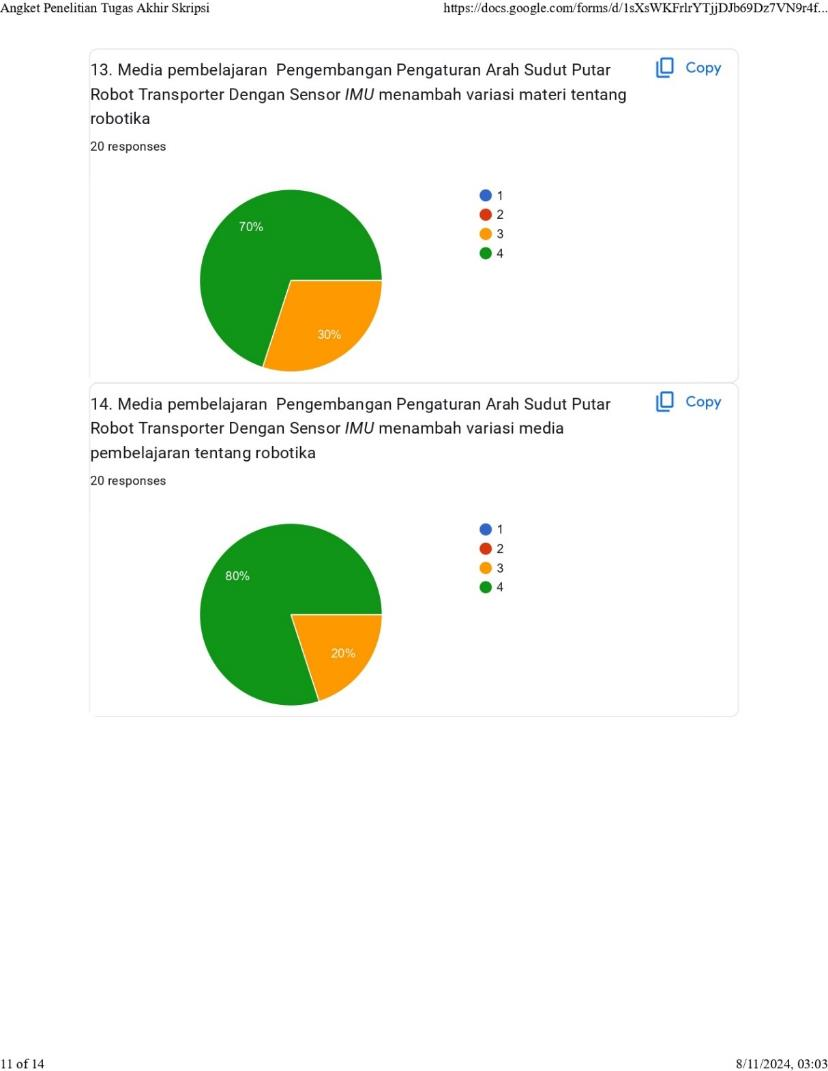 Angket Penelitian Tugas Akhir Skripsi
https://docs.google.com/forms/d/1sXsWKFrlrYTjjDJb69Dz7VN9r4f...
13. Media pembelajaran  Pengembangan Pengaturan Arah Sudut Putar
Robot Transporter Dengan Sensor IMU menambah variasi materi tentang
robotika
Copy
20 responses
70%
30%
1
2
3
4
14. Media pembelajaran  Pengembangan Pengaturan Arah Sudut Putar
Robot Transporter Dengan Sensor IMU menambah variasi media
pembelajaran tentang robotika
Copy
20 responses
80%
20%
1
2
3
4
11 of 14
8/11/2024, 03:03